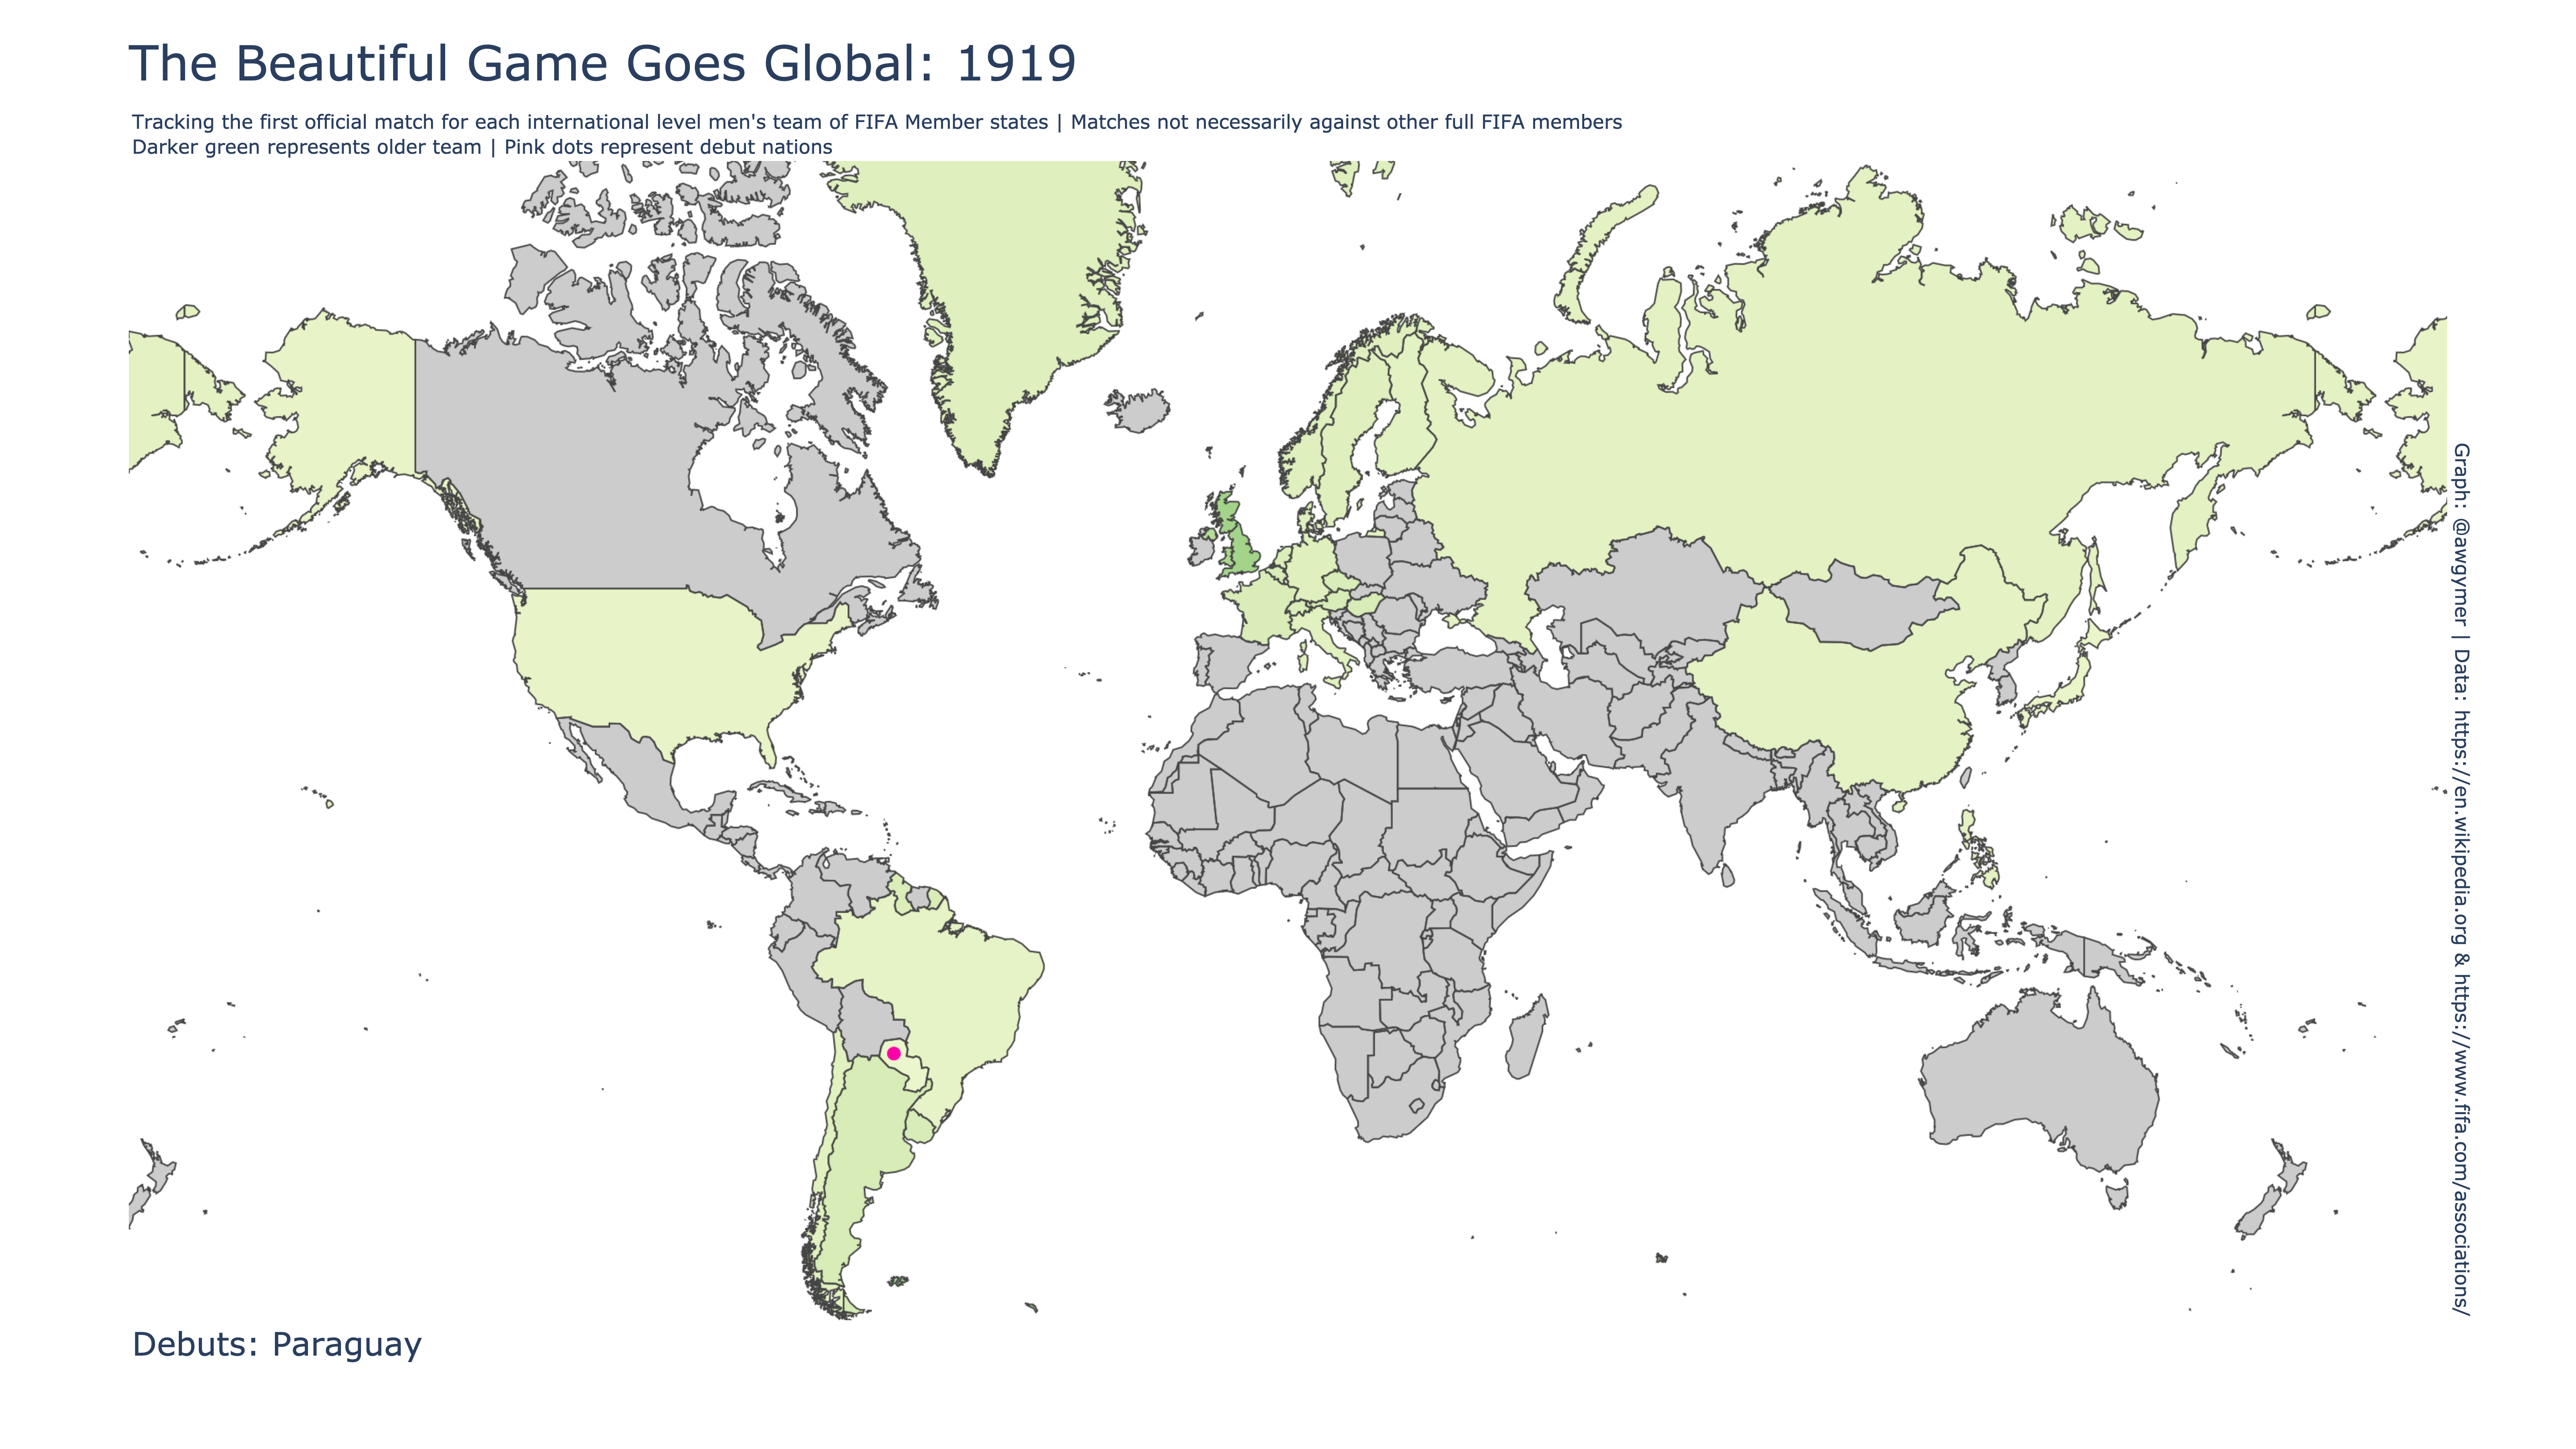 The Beautiful Game Goes Global: 1919
Tracking the first official match for each international level men's team of FIFA Member states | Matches not necessarily against other full FIFA members
Darker green represents older team | Pink dots represent debut nations
Graph: @awgymer | Data: https://en.wikipedia.org & https://www.fifa.com/associations/
Debuts: Paraguay